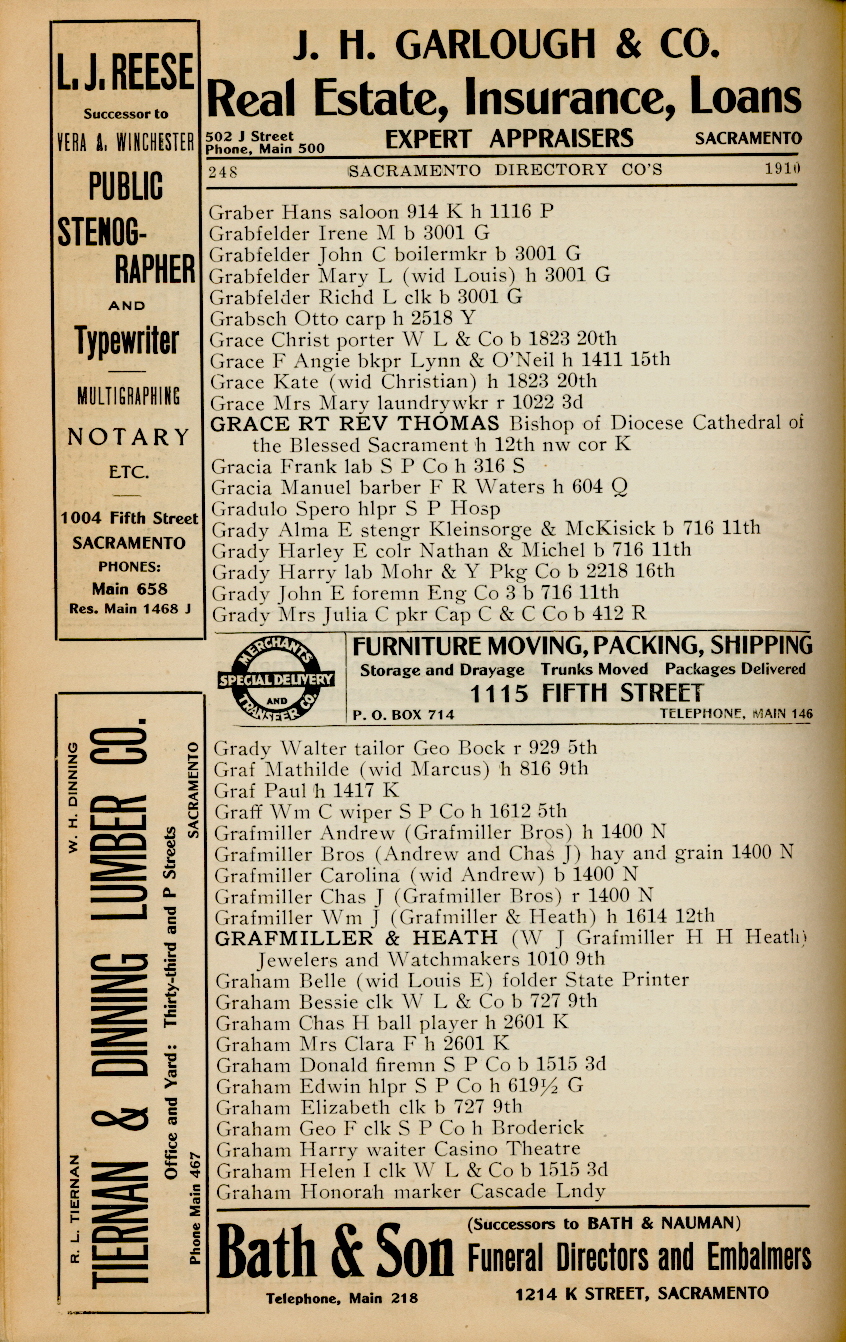 J. H. GARLOUGH & CO.
Real Estate, Insurance, Loans
502 J Street
Phone, Main 500
EXPERT APPRAISERS
SACRAMENTO
248 SACRAMENTO DIRECTORY CO'S 1910
L. J. REESE
Successor to
VERA A. WINCHESTER
PUBLIC
STENOG-
RAPHER
AND
Typewriter
MULTIGRAPHING
NOTARY
ETC.
1004 Fifth Street
SACRAMENTO
PHONES:
Main 658
Res. Main 1468 J
Graber Hans saloon 914 K h 1116 P
Grabfelder Irene M b 3001 G
Grabfelder John C boilermkr b 3001 G
Grabfelder Mary L (wid Louis) h 3001 G
Grabfelder Richd L clk b 3001 G
Grabsch Otto carp h 2518 Y
Grace Christ porter W L & Co b 1823 20th
Grace F Angie bkpr Lynn & O'Neil h 1411 15th
Grace Kate (wid Christian) h 1823 20th
Grace Mrs Mary laundrywkr r 1022 3d
GRACE RT REV THOMAS Bishop of Diocese Cathedral of
the Blessed Sacrament h 12th nw cor K
Gracia Frank lab S P Co h 316 S
Gracia Manuel barber F R Waters h 604 Q
Gradulo Spero hlpr S P Hosp
Grady Alma E stengr Kleinsorge & McKisick b 716 11th
Grady Harley E colr Nathan & Michel b 716 11th
Grady Harry lab Mohr & Y Pkg Co b 2218 16th
Grady John E foremn Eng Co 3 b 716 11th
Grady Mrs Julia C pkr Cap C & C Co b 412 R
MERCHANTS
SPECIAL DELIVERY
AND
TRANSFER CO.
FURNITURE MOVING, PACKING, SHIPPING
Storage and Drayage Trunks Moved Packages Delivered
1115 FIFTH STREET
P. O. BOX 714 TELEPHONE, MAIN 146
R. L. TIERNAN W. H. DINNING
TIERNAN & DINNING LUMBER CO.
Office and Yard: Thirty-third and P Streets
Phone Main 467 SACRAMENTO
Grady Walter tailor Geo Bock r 929 5th
Graf Mathilde (wid Marcus) h 816 9th
Graf Paul h 1417 K
Graff Wm C wiper S P Co h 1612 5th
Grafmiller Andrew (Grafmiller Bros) h 1400 N
Grafmiller Bros (Andrew and Chas J) hay and grain 1400 N
Grafmiller Carolina (wid Andrew) b 1400 N
Grafmiller Chas J (Grafmiller Bros) r 1400 N
Grafmiller Wm J (Grafmiller & Heath) h 1614 12th
GRAFMILLER & HEATH (W J Grafmiller H H Heath)
Jewelers and Watchmakers 1010 9th
Graham Belle (wid Louis E) folder State Printer
Graham Bessie clk W L & Co b 727 9th
Graham Chas H ball player h 2601 K
Graham Mrs Clara F h 2601 K
Graham Donald firemn S P Co b 1515 3d
Graham Edwin hlpr S P Co h 619½ G
Graham Elizabeth clk b 727 9th
Graham Geo F clk S P Co h Broderick
Graham Harry waiter Casino Theatre
Graham Helen I clk W L & Co b 1515 3d
Graham Honorah marker Cascade Lndy
Bath & Son
Telephone, Main 218
(Successors to BATH & NAUMAN)
Funeral Directors and Embalmers
1214 K STREET, SACRAMENTO